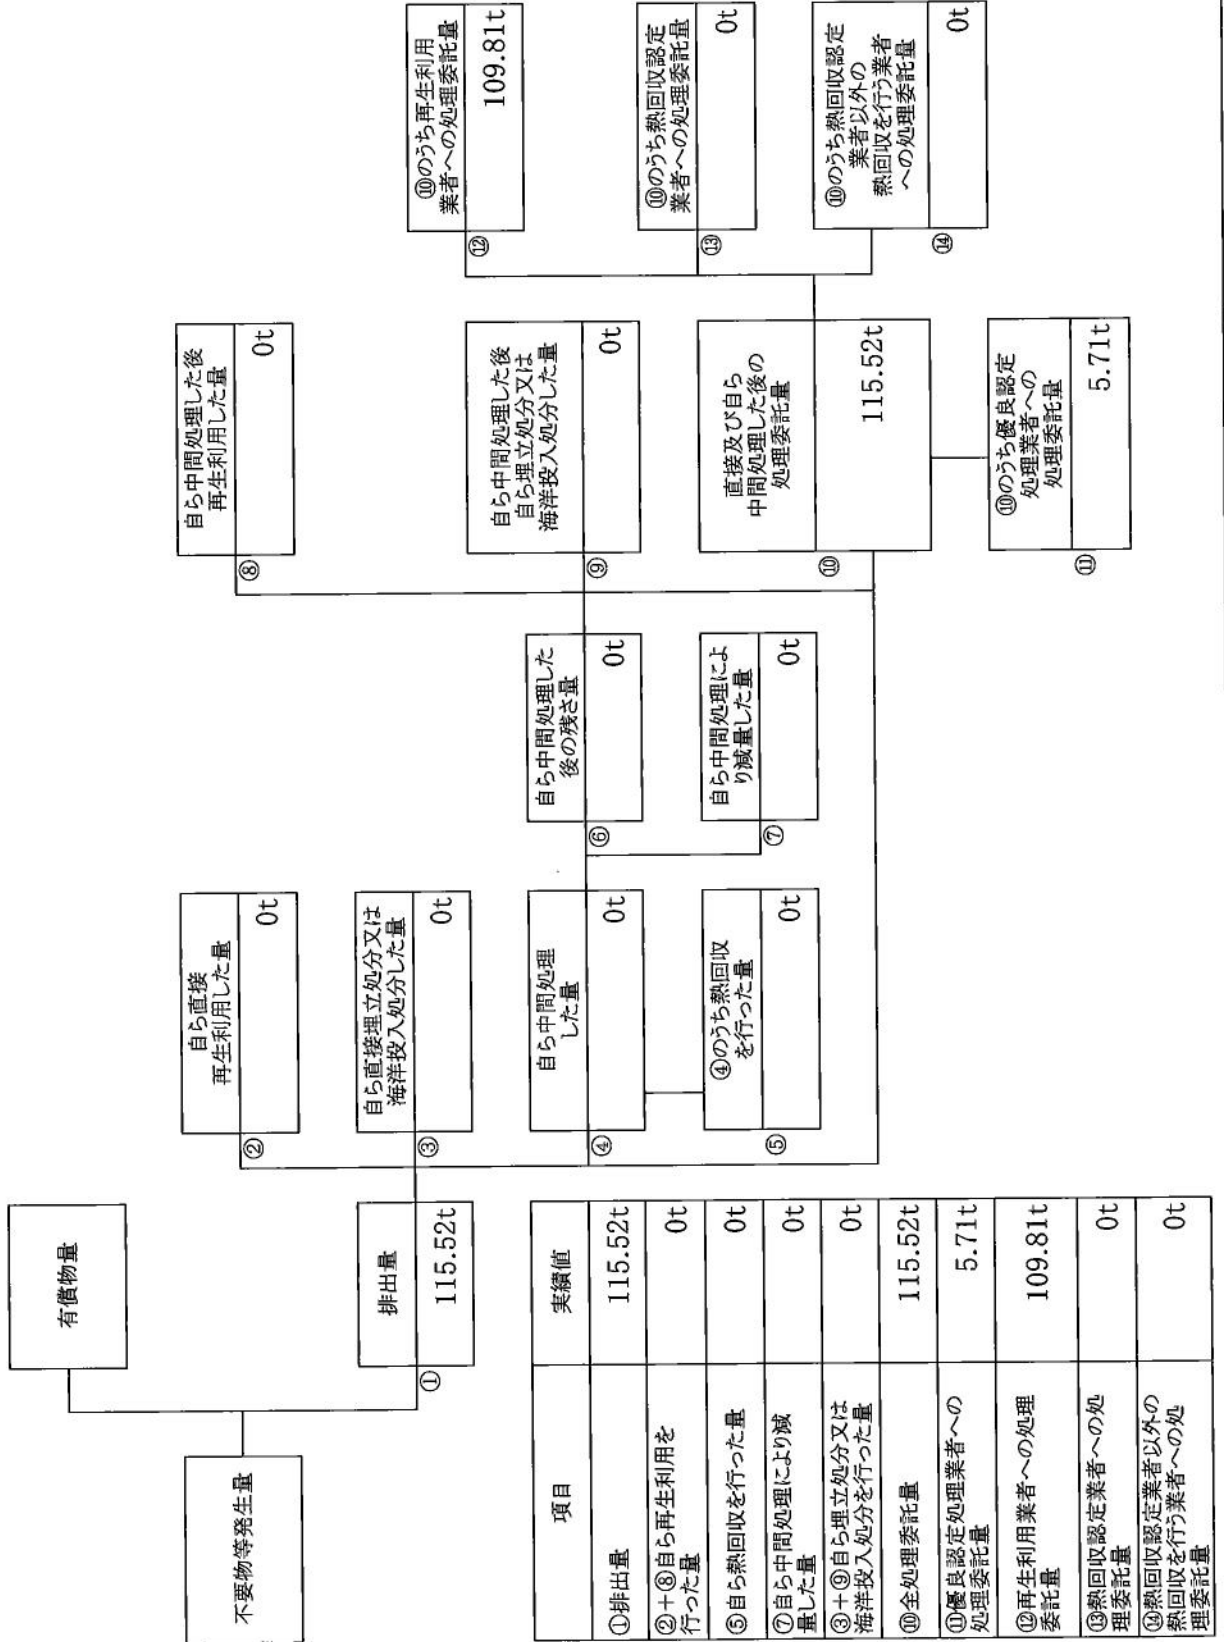 不要物等発生量
有償物量
①
排出量
115.52t
②
自ら直接
再生利用した量
0t
③
自ら直接埋立処分又は
海洋投入処分した量
0t
④
自ら中間処理
した量
0t
⑤
④のうち熱回収
を行った量
0t
⑥
自ら中間処理した
後の残さ量
0t
⑦
自ら中間処理によ
り減量した量
0t
⑧
自ら中間処理した後
再生利用した量
0t
⑨
自ら中間処理した後
自ら埋立処分又は
海洋投入処分した量
0t
⑩
直接及び自ら
中間処理した後の
処理委託量
115.52t
⑪
⑩のうち優良認定
処理業者への
処理委託量
5.71t
⑫
⑩のうち再生利用
業者への処理委託量
109.81t
⑬
⑩のうち熱回収認定
業者への処理委託量
0t
⑭
⑩のうち熱回収認定
業者以外の
熱回収を行う業者
への処理委託量
0t
項目 実績値
①排出量 115.52t
②+⑧自ら再生利用を
行った量 0t
⑤自ら熱回収を行った量 0t
⑦自ら中間処理により減
量した量 0t
③+⑨自ら埋立処分又は
海洋投入処分を行った量 0t
⑩全処理委託量 115.52t
⑪優良認定処理業者への
処理委託量 5.71t
⑫再生利用業者への処理
委託量 109.81t
⑬熱回収認定業者への処
理委託量 0t
⑭熱回収認定業者以外の
熱回収を行う業者への処
理委託量 0t